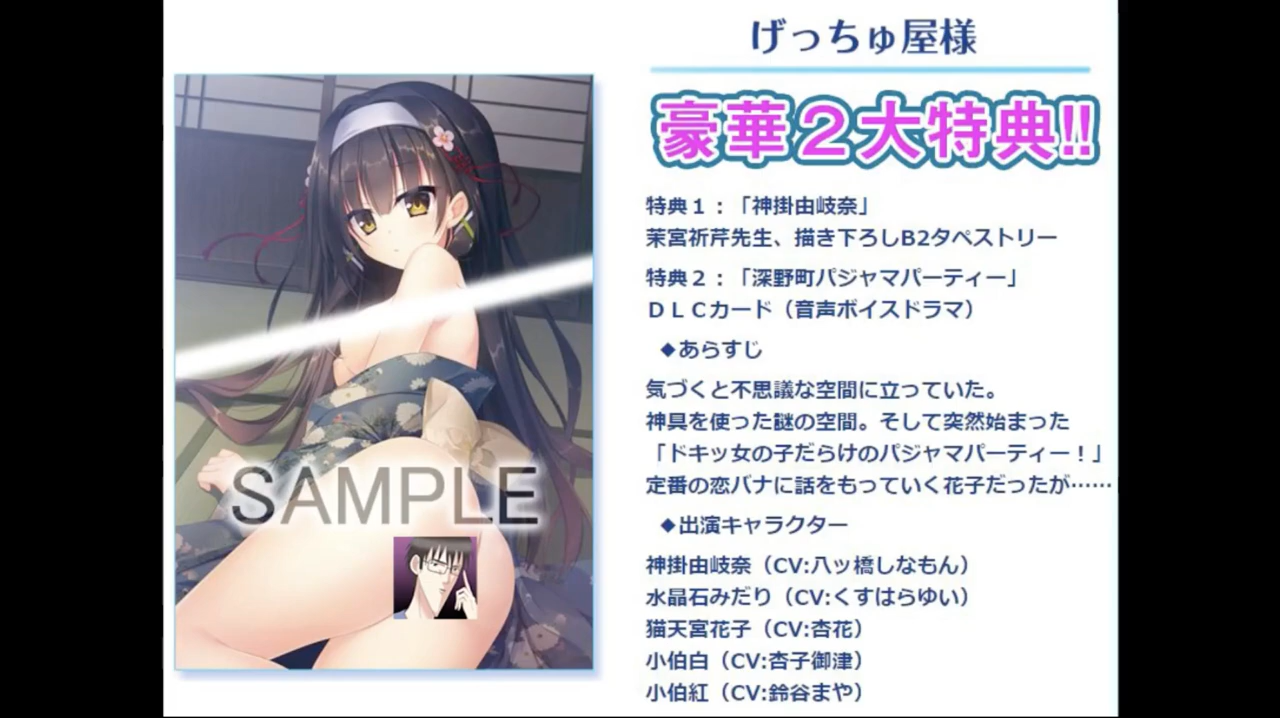 げっちゅ屋様
豪華２大特典!!
特典１：「神掛由岐奈」
茉宮祈芹先生、描き下ろしB2タペストリー
特典２：「深野町パジャマパーティー」
ＤＬＣカード（音声ボイスドラマ）
◆あらすじ
気づくと不思議な空間に立っていた。
神具を使った謎の空間。そして突然始まった
「ドキッ女の子だらけのパジャマパーティー！」
定番の恋バナに話をもっていく花子だったが……
◆出演キャラクター
神掛由岐奈（CV:八ッ橋しなもん）
水晶石みだり（CV:くすはらゆい）
猫天宮花子（CV:杏花）
小伯白（CV:杏子御津）
小伯紅（CV:鈴谷まや）
SAMPLE